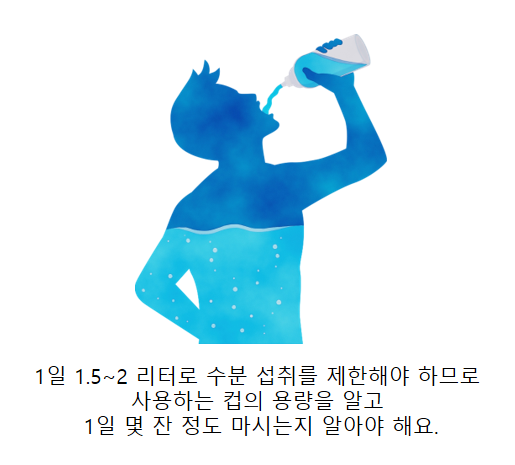 1일 1.5~2 리터로 수분 섭취를 제한해야 하므로
사용하는 컵의 용량을 알고
1일 몇 잔 정도 마시는지 알아야 해요.